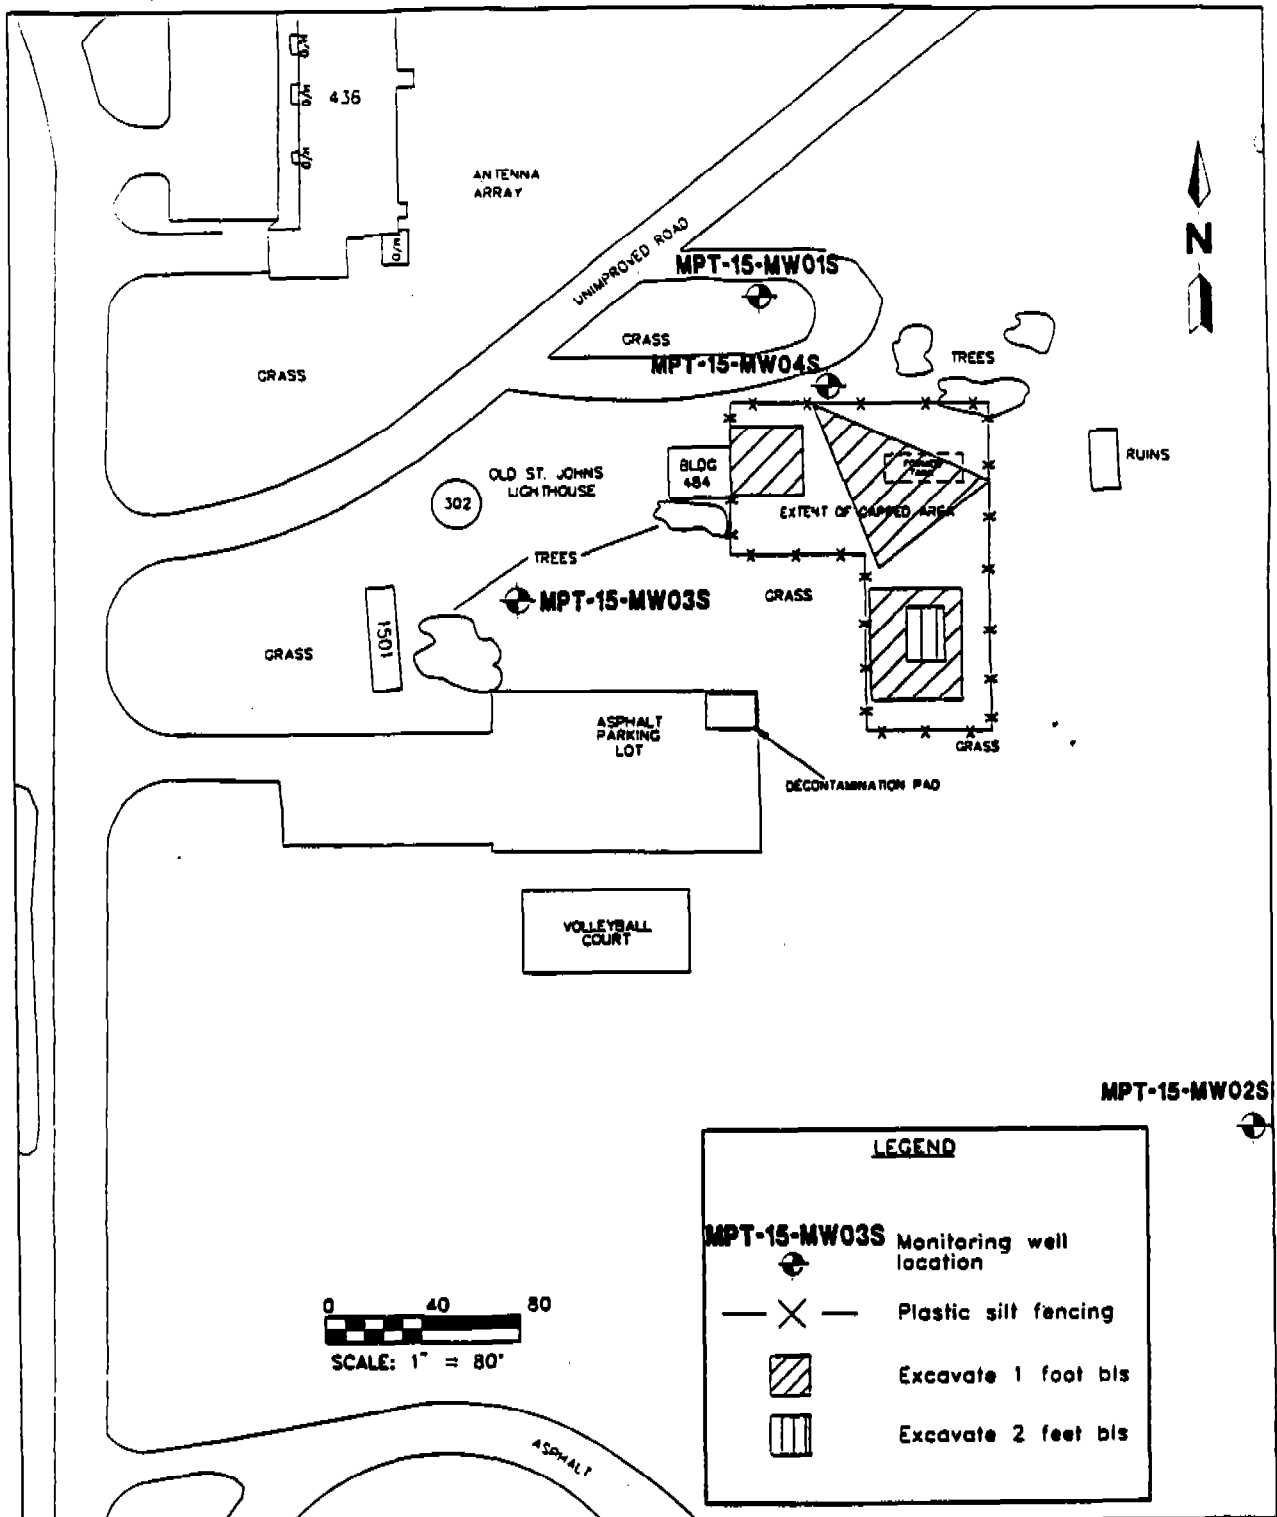 436
ANTENNA
ARRAY
UNIMPROVED ROAD
N
MPT-15-MW01S
GRASS
GRASS
MPT-15-MW04S
TREES
RUINS
OLD ST. JOHNS
LIGHTHOUSE
302
BLDG
484
EXTENT OF CAPPED AREA
TREES
GRASS
MPT-15-MW03S
1501
GRASS
ASPHALT
PARKING
LOT
GRASS
DECONTAMINATION PAD
VOLLEYBALL
COURT
MPT-15-MW02S
LEGEND
MPT-15-MW03S
Monitoring well
location
Plastic silt fencing
Excavate 1 foot bls
Excavate 2 feet bls
0 40 80
SCALE: 1" = 80'
ASPHALT